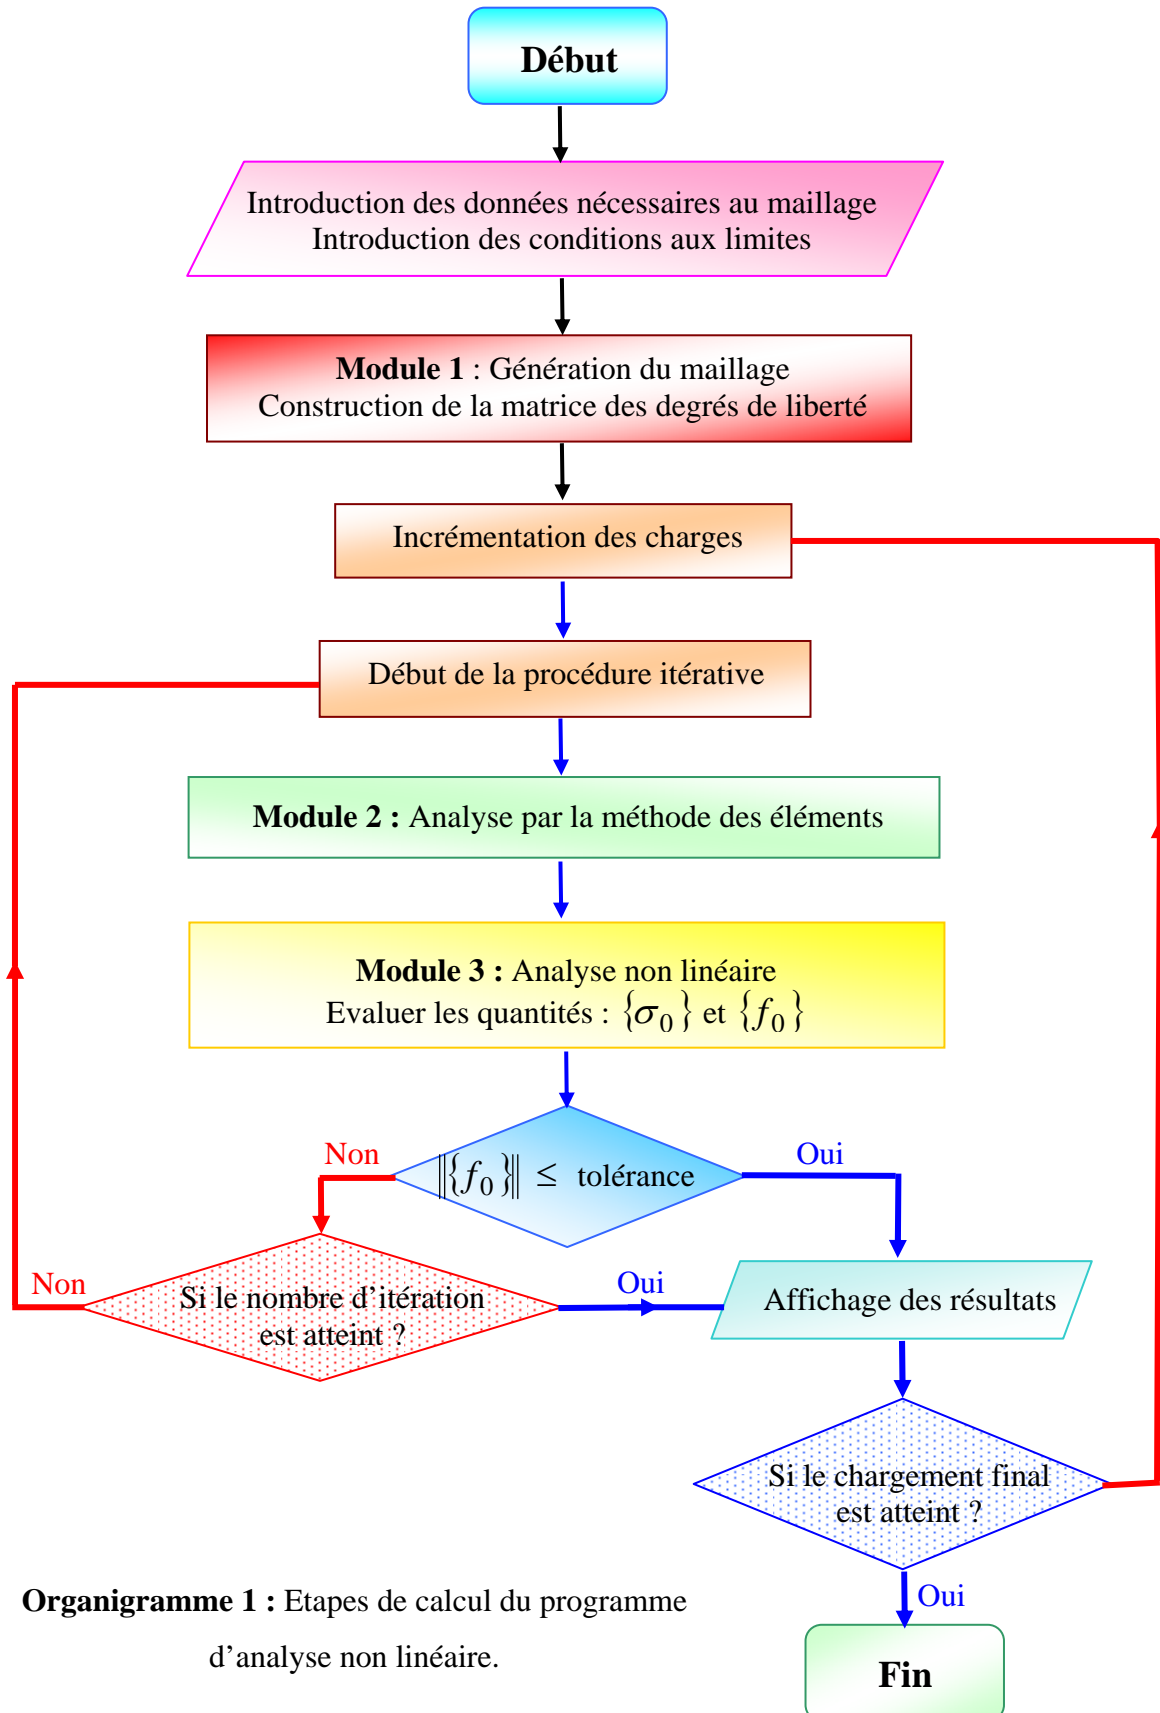 Début
Introduction des données nécessaires au maillage
Introduction des conditions aux limites
Module 1 : Génération du maillage
Construction de la matrice des degrés de liberté
Incrémentation des charges
Début de la procédure itérative
Module 2 : Analyse par la méthode des éléments
Module 3 : Analyse non linéaire
Evaluer les quantités : {σ₀} et {f₀}
Non
Oui
‖{f₀}‖ ≤ tolérance
Non
Oui
Si le nombre d’itération
est atteint ?
Affichage des résultats
Si le chargement final
est atteint ?
Oui
Organigramme 1 : Etapes de calcul du programme
d’analyse non linéaire.
Fin